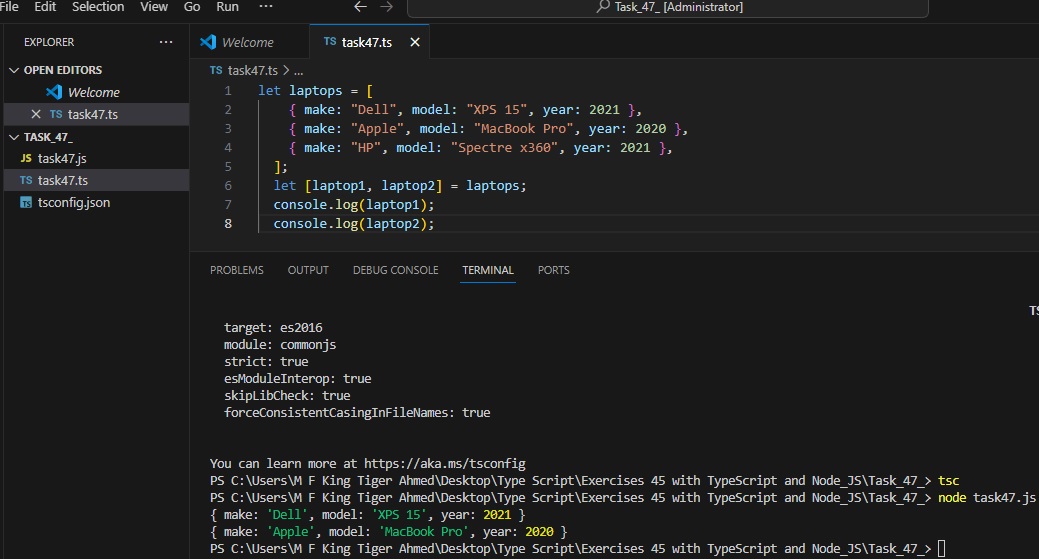 File Edit Selection View Go Run ··· ← → Task_47_ [Administrator]
EXPLORER ···
OPEN EDITORS
Welcome
× TS task47.ts
TASK_47_
JS task47.js
TS task47.ts
TS tsconfig.json
Welcome TS task47.ts ×
TS task47.ts > ...
1 let laptops = [
2 { make: "Dell", model: "XPS 15", year: 2021 },
3 { make: "Apple", model: "MacBook Pro", year: 2020 },
4 { make: "HP", model: "Spectre x360", year: 2021 },
5 ];
6 let [laptop1, laptop2] = laptops;
7 console.log(laptop1);
8 console.log(laptop2);
PROBLEMS OUTPUT DEBUG CONSOLE TERMINAL PORTS
TS
target: es2016
module: commonjs
strict: true
esModuleInterop: true
skipLibCheck: true
forceConsistentCasingInFileNames: true
You can learn more at https://aka.ms/tsconfig
PS C:\Users\M F King Tiger Ahmed\Desktop\Type Script\Exercises 45 with TypeScript and Node_JS\Task_47_> tsc
PS C:\Users\M F King Tiger Ahmed\Desktop\Type Script\Exercises 45 with TypeScript and Node_JS\Task_47_> node task47.js
{ make: 'Dell', model: 'XPS 15', year: 2021 }
{ make: 'Apple', model: 'MacBook Pro', year: 2020 }
PS C:\Users\M F King Tiger Ahmed\Desktop\Type Script\Exercises 45 with TypeScript and Node_JS\Task_47_>